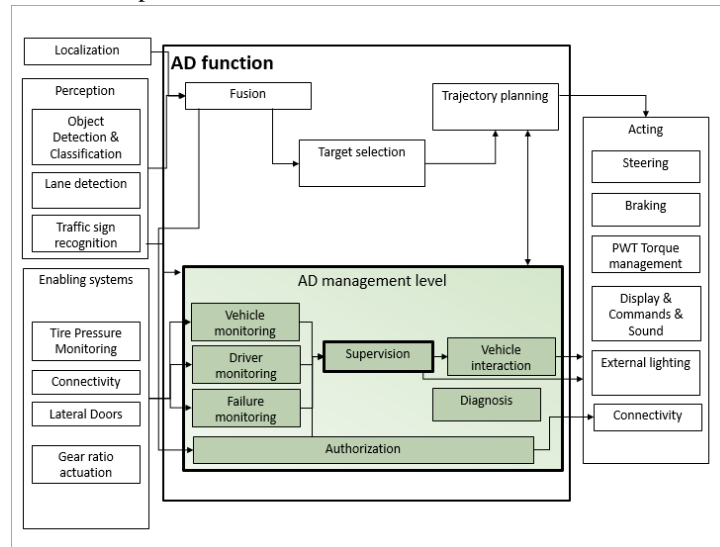 Localization
Perception
Object
Detection &
Classification
Lane detection
Traffic sign
recognition
Enabling systems
Tire Pressure
Monitoring
Connectivity
Lateral Doors
Gear ratio
actuation
AD function
Fusion
Target selection
Trajectory planning
AD management level
Vehicle
monitoring
Driver
monitoring
Failure
monitoring
Supervision
Vehicle
interaction
Diagnosis
Authorization
Acting
Steering
Braking
PWT Torque
management
Display &
Commands &
Sound
External lighting
Connectivity